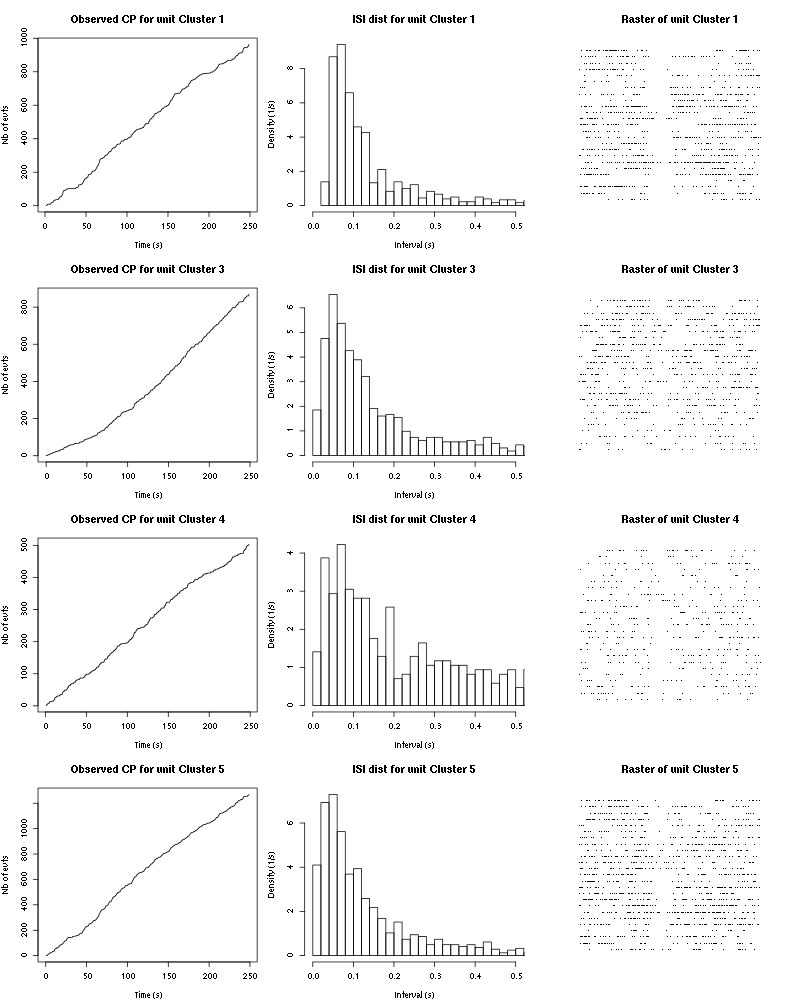 Observed CP for unit Cluster 1
ISI dist for unit Cluster 1
Raster of unit Cluster 1
Nb of evts
0 200 400 600 800 1000
0 50 100 150 200 250
Time (s)
Density (1/s)
0 2 4 6 8
0.0 0.1 0.2 0.3 0.4 0.5
Interval (s)
Observed CP for unit Cluster 3
ISI dist for unit Cluster 3
Raster of unit Cluster 3
Nb of evts
0 200 400 600 800
0 50 100 150 200 250
Time (s)
Density (1/s)
0 1 2 3 4 5 6
0.0 0.1 0.2 0.3 0.4 0.5
Interval (s)
Observed CP for unit Cluster 4
ISI dist for unit Cluster 4
Raster of unit Cluster 4
Nb of evts
0 100 200 300 400 500
0 50 100 150 200 250
Time (s)
Density (1/s)
0 1 2 3 4
0.0 0.1 0.2 0.3 0.4 0.5
Interval (s)
Observed CP for unit Cluster 5
ISI dist for unit Cluster 5
Raster of unit Cluster 5
Nb of evts
0 200 400 600 800 1000
0 50 100 150 200 250
Time (s)
Density (1/s)
0 2 4 6
0.0 0.1 0.2 0.3 0.4 0.5
Interval (s)